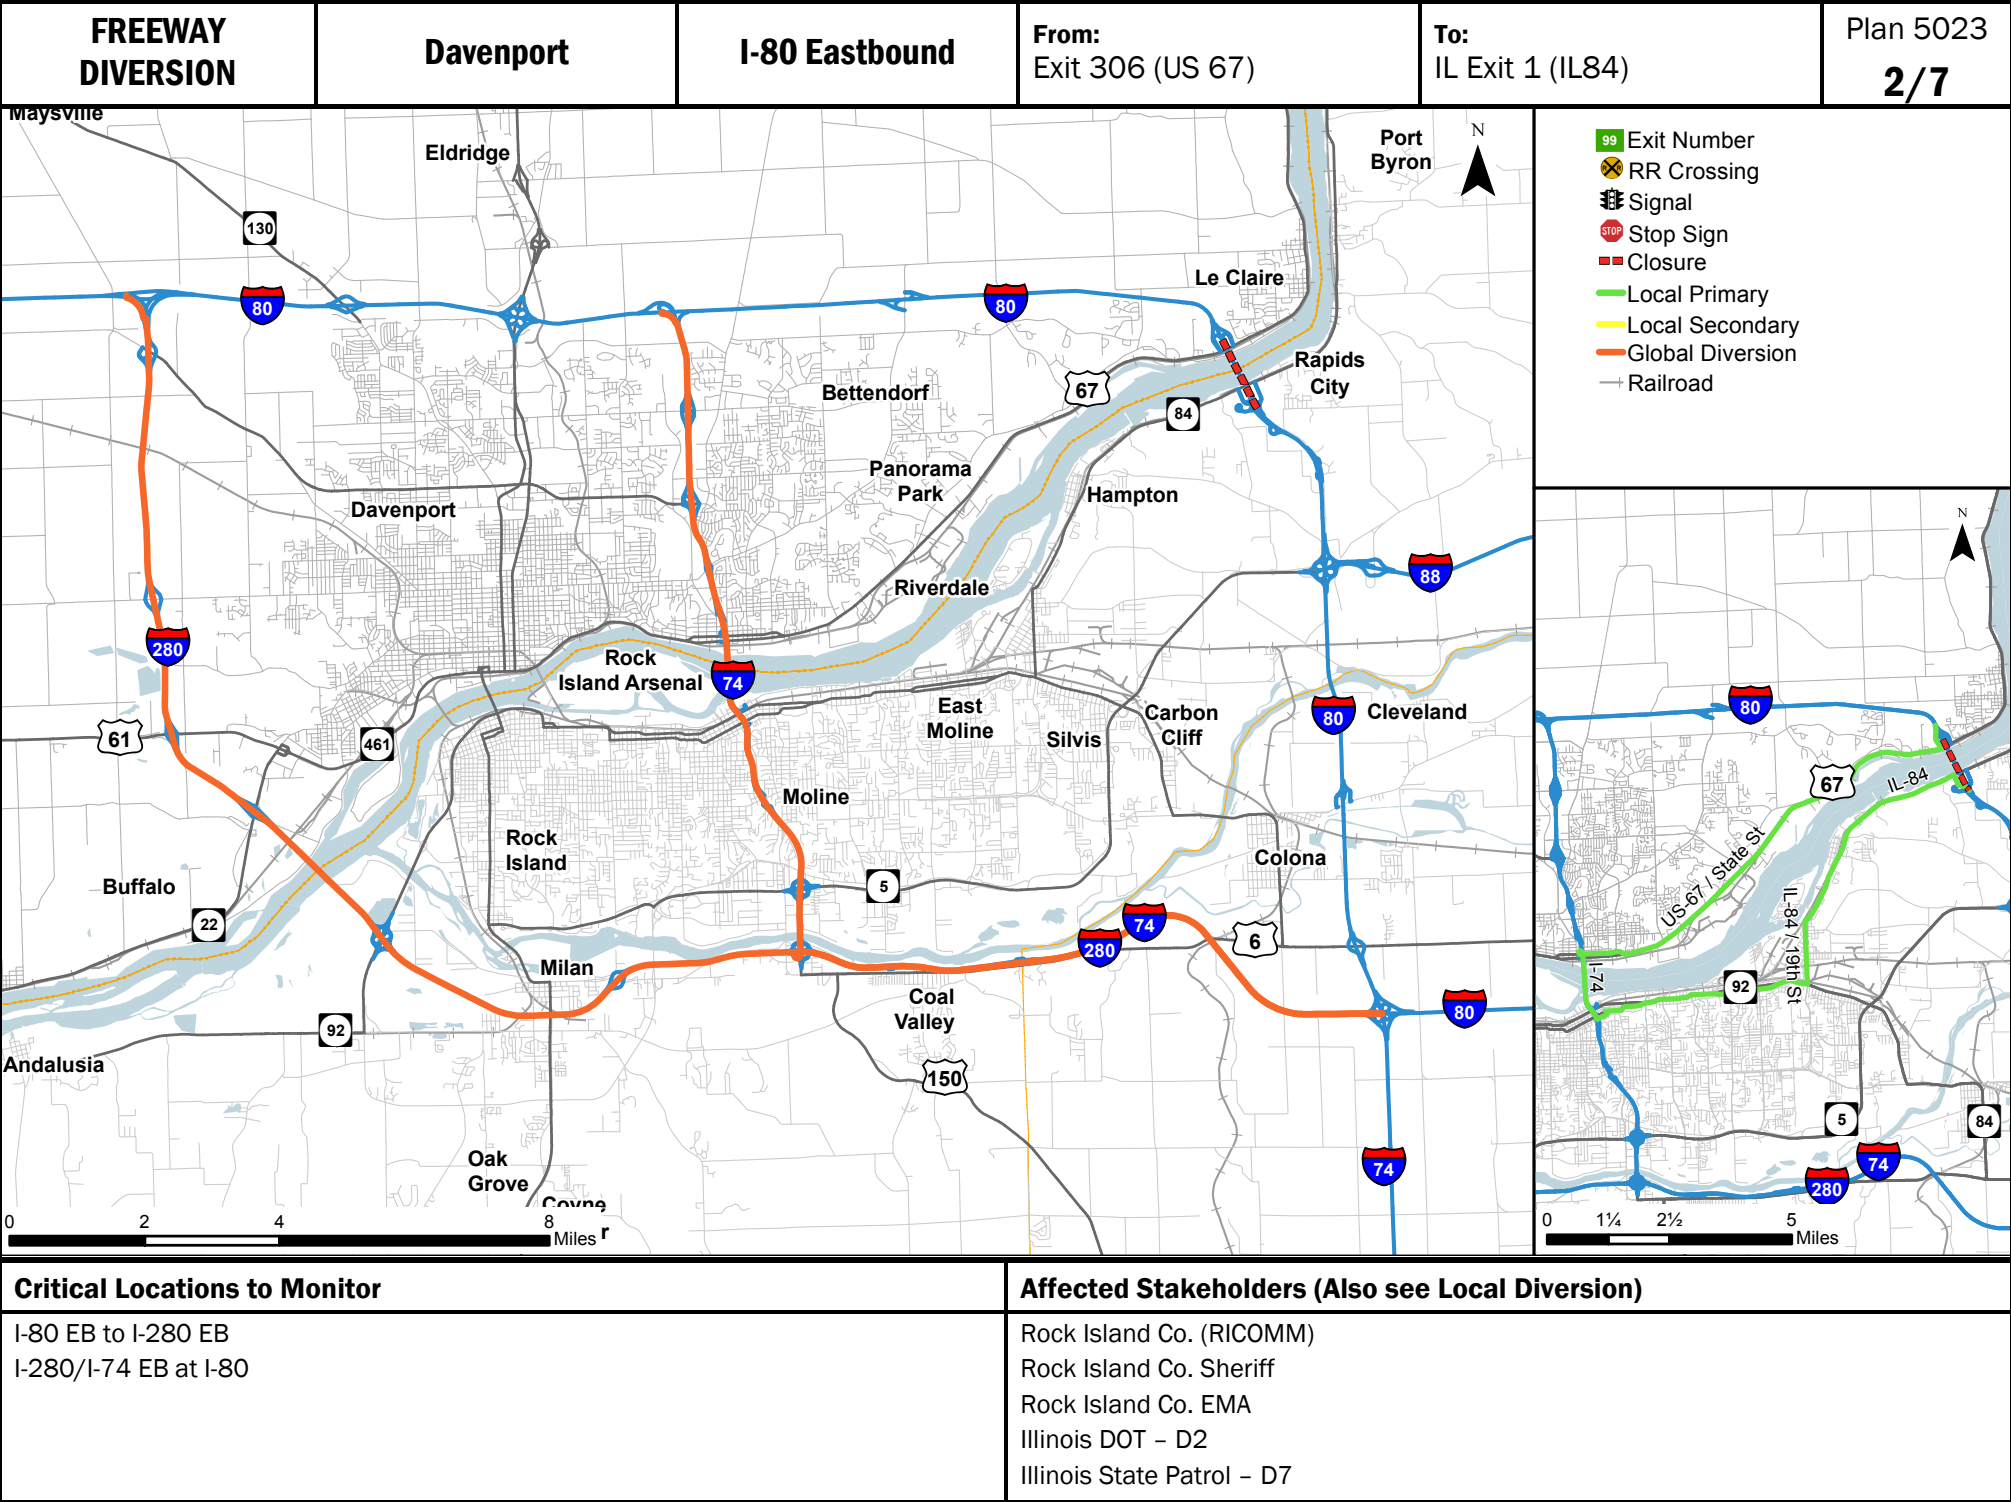 FREEWAY
DIVERSION
Davenport
I-80 Eastbound
From:
Exit 306 (US 67)
To:
IL Exit 1 (IL84)
Plan 5023
2/7
Maysville
Eldridge
Port
Byron
N
130
80
80
Le Claire
Rapids
City
67
84
Bettendorf
Panorama
Park
Hampton
Davenport
88
Riverdale
280
Rock
Island Arsenal
74
61
461
East
Moline
Silvis
Carbon
Cliff
80
Cleveland
Moline
Rock
Island
Colona
Buffalo
5
22
74
280
6
Milan
Coal
Valley
80
92
Andalusia
150
74
Oak
Grove
Coyne
r
0 2 4 8
Miles
99 Exit Number
RR Crossing
Signal
STOP Stop Sign
Closure
Local Primary
Local Secondary
Global Diversion
Railroad
N
80
67
IL-84
US-67 / State St
IL-84 / 19th St
I-74
92
5
84
74
280
0 1¼ 2½ 5
Miles
Critical Locations to Monitor
I-80 EB to I-280 EB
I-280/I-74 EB at I-80
Affected Stakeholders (Also see Local Diversion)
Rock Island Co. (RICOMM)
Rock Island Co. Sheriff
Rock Island Co. EMA
Illinois DOT – D2
Illinois State Patrol – D7